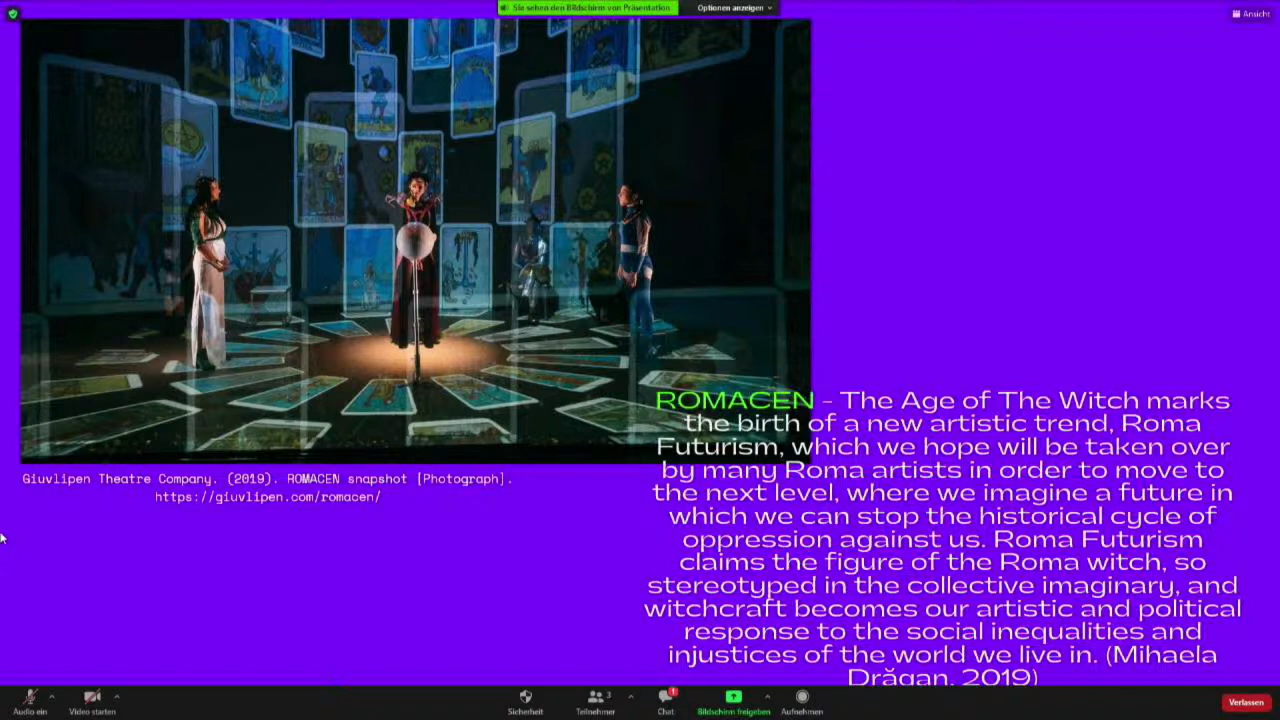 Sie sehen den Bildschirm von Präsentation
Optionen anzeigen
Ansicht
ROMACEN - The Age of The Witch marks
the birth of a new artistic trend, Roma
Futurism, which we hope will be taken over
by many Roma artists in order to move to
the next level, where we imagine a future in
which we can stop the historical cycle of
oppression against us. Roma Futurism
claims the figure of the Roma witch, so
stereotyped in the collective imaginary, and
witchcraft becomes our artistic and political
response to the social inequalities and
injustices of the world we live in. (Mihaela
Drăgan, 2019)
Giuvlipen Theatre Company. (2019). ROMACEN snapshot [Photograph].
https://giuvlipen.com/romacen/
Audio ein
Video starten
Sicherheit
3
Teilnehmer
1
Chat
Bildschirm freigeben
Aufnehmen
Verlassen